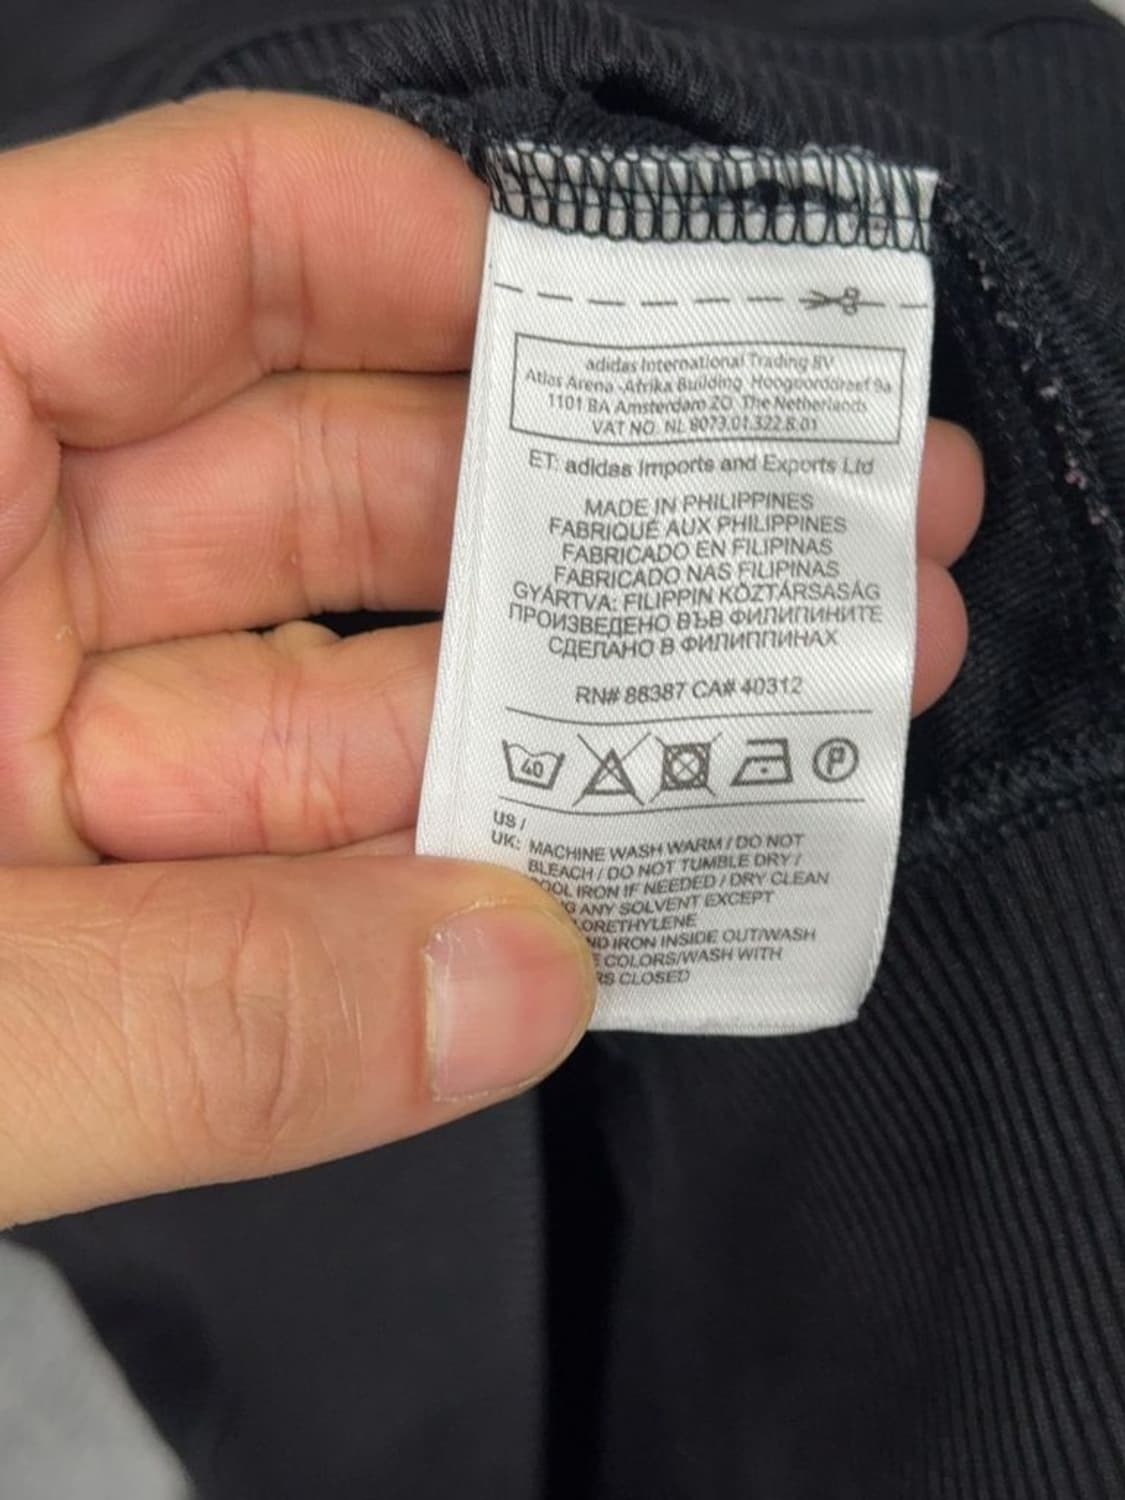 adidas International Trading BV
Atlas Arena -Afrika Building Hoogoorddreef 9a
1101 BA Amsterdam ZO The Netherlands
VAT NO. NL 8073.01.322.B.01
ET: adidas Imports and Exports Ltd
MADE IN PHILIPPINES
FABRIQUÉ AUX PHILIPPINES
FABRICADO EN FILIPINAS
FABRICADO NAS FILIPINAS
GYÁRTVA: FILIPPIN KÖZTÁRSASÁG
ПРОИЗВЕДЕНО ВЪВ ФИЛИПИНИТЕ
СДЕЛАНО В ФИЛИППИНАХ
RN# 88387 CA# 40312
40 P
US /
UK: MACHINE WASH WARM / DO NOT
BLEACH / DO NOT TUMBLE DRY /
OOL IRON IF NEEDED / DRY CLEAN
G ANY SOLVENT EXCEPT
LORETHYLENE
ND IRON INSIDE OUT/WASH
E COLORS/WASH WITH
RS CLOSED